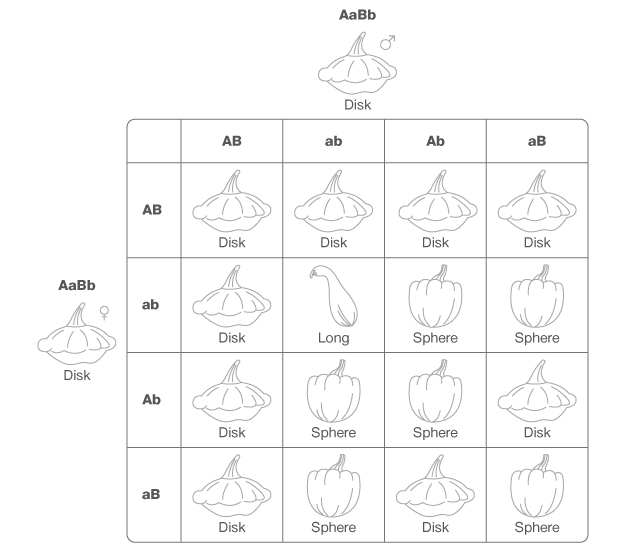 AaBb
♂
Disk
AB ab Ab aB
AB
Disk Disk Disk Disk
AaBb
♀
Disk
ab
Disk Long Sphere Sphere
Ab
Disk Sphere Sphere Disk
aB
Disk Sphere Disk Sphere